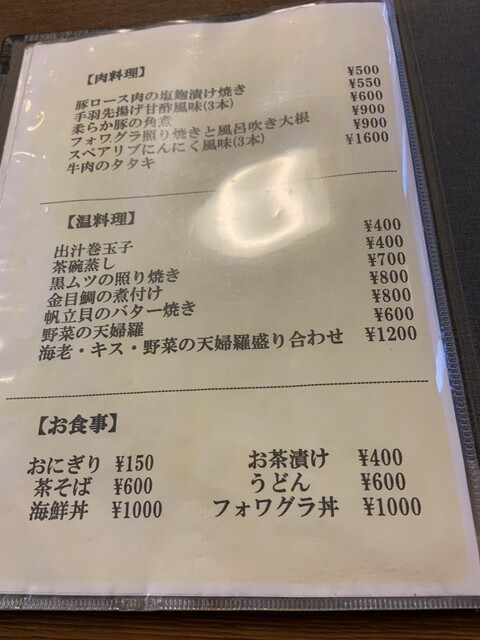 【肉料理】
豚ロース肉の塩麹漬け焼き ¥500
手羽先揚げ甘酢風味(3本) ¥550
柔らか豚の角煮 ¥600
フォワグラ照り焼きと風呂吹き大根 ¥900
スペアリブにんにく風味(3本) ¥900
牛肉のタタキ ¥1600
【温料理】
出汁巻玉子 ¥400
茶碗蒸し ¥400
黒ムツの照り焼き ¥700
金目鯛の煮付け ¥800
帆立貝のバター焼き ¥800
野菜の天婦羅 ¥600
海老・キス・野菜の天婦羅盛り合わせ ¥1200
【お食事】
おにぎり ¥150 お茶漬け ¥400
茶そば ¥600 うどん ¥600
海鮮丼 ¥1000 フォワグラ丼 ¥1000